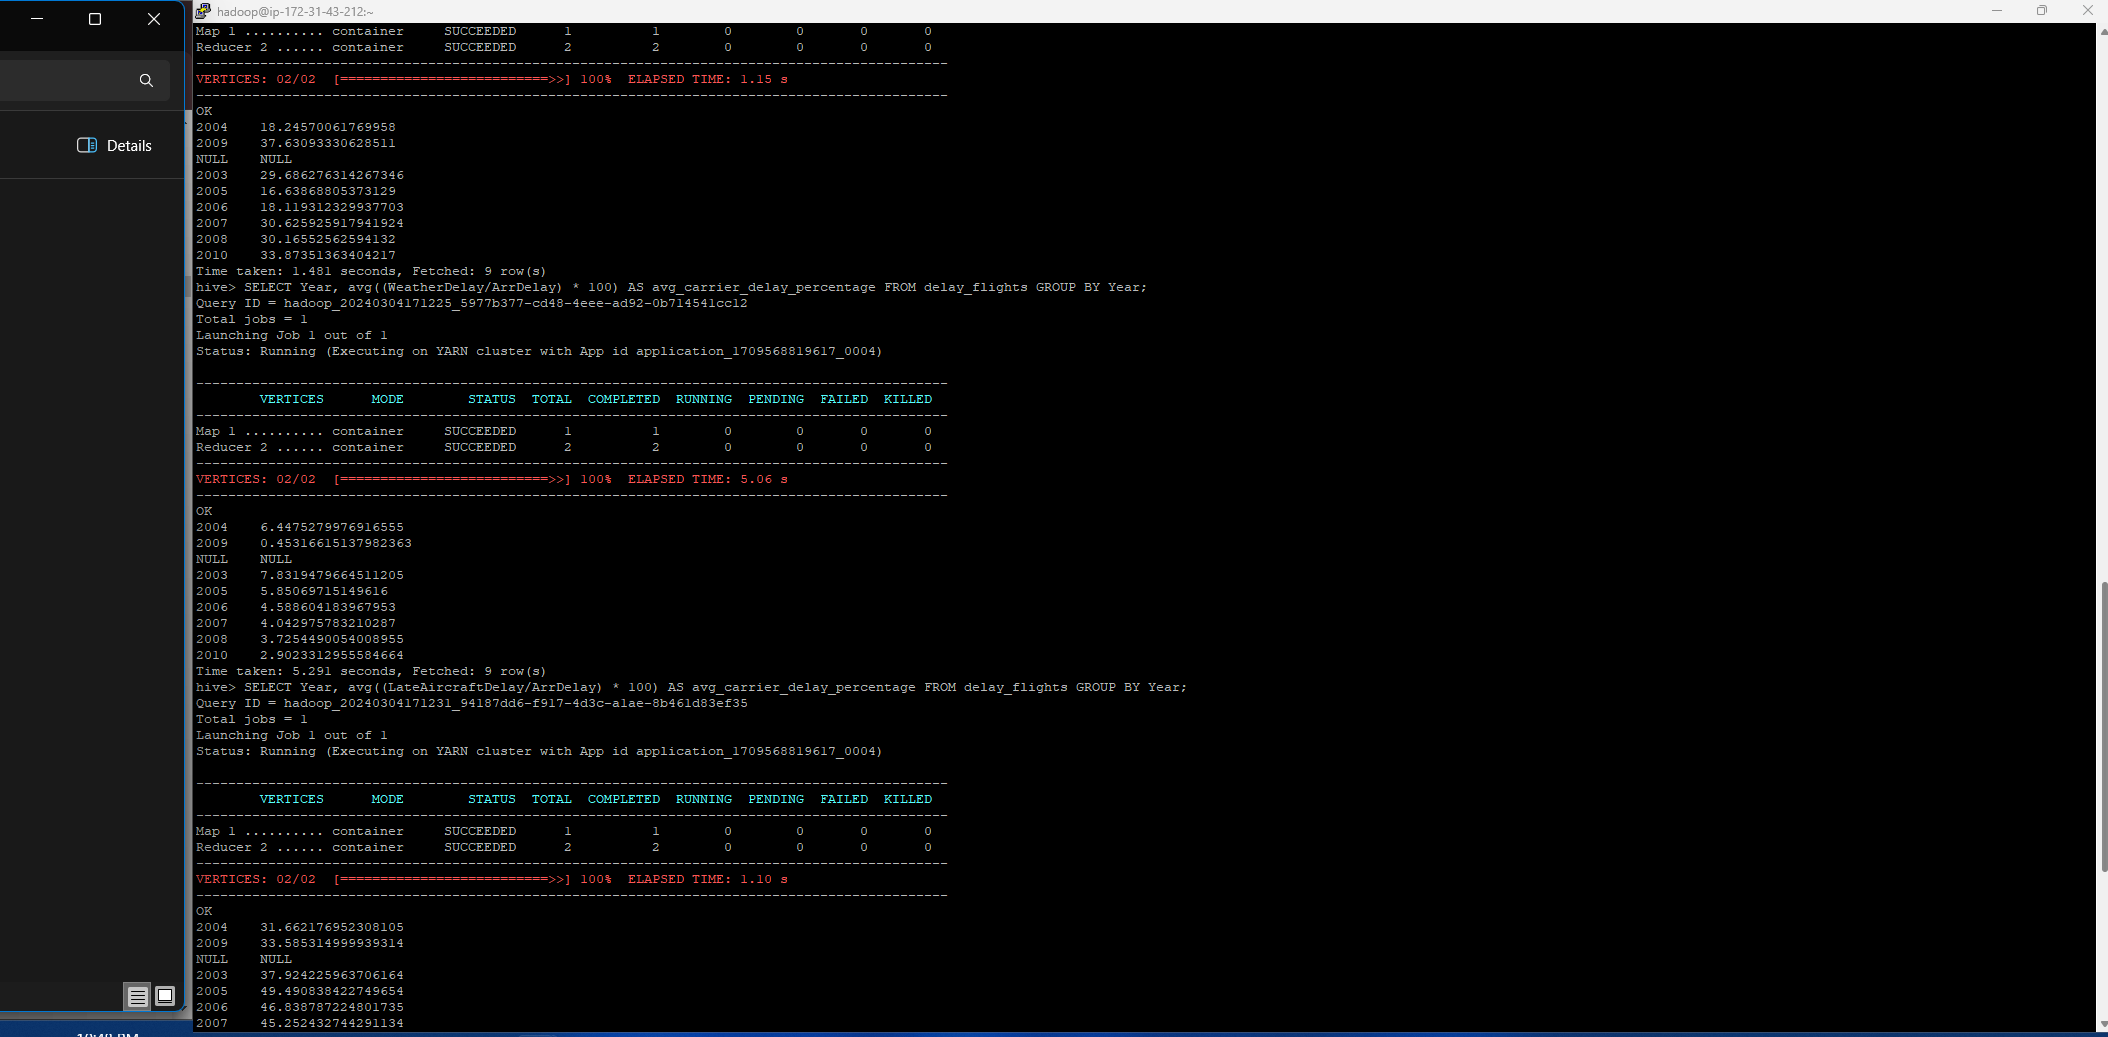 hadoop@ip-172-31-43-212:~
Details
Map 1 .......... container     SUCCEEDED      1          1        0        0       0       0
Reducer 2 ...... container     SUCCEEDED      2          2        0        0       0       0
----------------------------------------------------------------------------------------------
VERTICES: 02/02  [==========================>>] 100%  ELAPSED TIME: 1.15 s
----------------------------------------------------------------------------------------------
OK
2004    18.24570061769958
2009    37.63093330628511
NULL    NULL
2003    29.686276314267346
2005    16.63868805373129
2006    18.119312329937703
2007    30.625925917941924
2008    30.16552562594132
2010    33.87351363404217
Time taken: 1.481 seconds, Fetched: 9 row(s)
hive> SELECT Year, avg((WeatherDelay/ArrDelay) * 100) AS avg_carrier_delay_percentage FROM delay_flights GROUP BY Year;
Query ID = hadoop_20240304171225_5977b377-cd48-4eee-ad92-0b714541cc12
Total jobs = 1
Launching Job 1 out of 1
Status: Running (Executing on YARN cluster with App id application_1709568819617_0004)
----------------------------------------------------------------------------------------------
        VERTICES      MODE        STATUS  TOTAL  COMPLETED  RUNNING  PENDING  FAILED  KILLED
----------------------------------------------------------------------------------------------
Map 1 .......... container     SUCCEEDED      1          1        0        0       0       0
Reducer 2 ...... container     SUCCEEDED      2          2        0        0       0       0
----------------------------------------------------------------------------------------------
VERTICES: 02/02  [==========================>>] 100%  ELAPSED TIME: 5.06 s
----------------------------------------------------------------------------------------------
OK
2004    6.4475279976916555
2009    0.45316615137982363
NULL    NULL
2003    7.8319479664511205
2005    5.85069715149616
2006    4.588604183967953
2007    4.042975783210287
2008    3.7254490054008955
2010    2.9023312955584664
Time taken: 5.291 seconds, Fetched: 9 row(s)
hive> SELECT Year, avg((LateAircraftDelay/ArrDelay) * 100) AS avg_carrier_delay_percentage FROM delay_flights GROUP BY Year;
Query ID = hadoop_20240304171231_94187dd6-f917-4d3c-a1ae-8b461d83ef35
Total jobs = 1
Launching Job 1 out of 1
Status: Running (Executing on YARN cluster with App id application_1709568819617_0004)
----------------------------------------------------------------------------------------------
        VERTICES      MODE        STATUS  TOTAL  COMPLETED  RUNNING  PENDING  FAILED  KILLED
----------------------------------------------------------------------------------------------
Map 1 .......... container     SUCCEEDED      1          1        0        0       0       0
Reducer 2 ...... container     SUCCEEDED      2          2        0        0       0       0
----------------------------------------------------------------------------------------------
VERTICES: 02/02  [==========================>>] 100%  ELAPSED TIME: 1.10 s
----------------------------------------------------------------------------------------------
OK
2004    31.662176952308105
2009    33.585314999939314
NULL    NULL
2003    37.924225963706164
2005    49.490838422749654
2006    46.838787224801735
2007    45.252432744291134